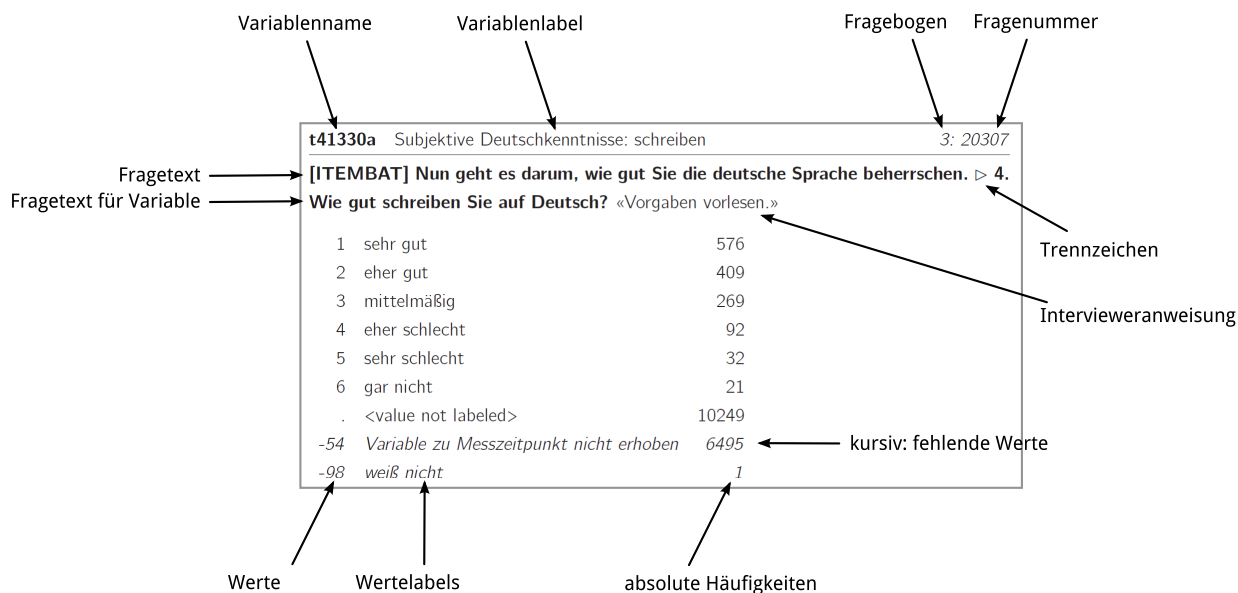 Variablenname Variablenlabel Fragebogen Fragenummer
t41330a Subjektive Deutschkenntnisse: schreiben 3: 20307
Fragetext [ITEMBAT] Nun geht es darum, wie gut Sie die deutsche Sprache beherrschen. ▷ 4.
Fragetext für Variable Wie gut schreiben Sie auf Deutsch? «Vorgaben vorlesen.»
1 sehr gut 576
Trennzeichen
2 eher gut 409
3 mittelmäßig 269
Intervieweranweisung
4 eher schlecht 92
5 sehr schlecht 32
6 gar nicht 21
. <value not labeled> 10249
-54 Variable zu Messzeitpunkt nicht erhoben 6495 kursiv: fehlende Werte
-98 weiß nicht 1
Werte Wertelabels absolute Häufigkeiten